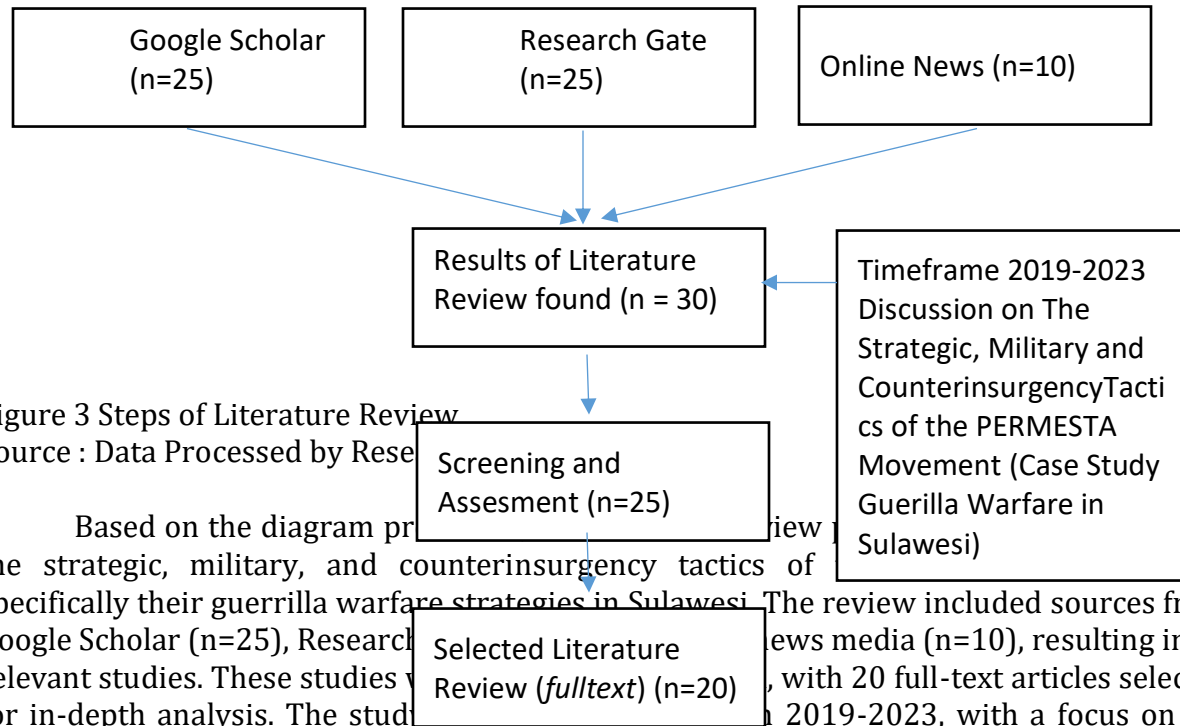 Google Scholar
(n=25)
Research Gate
(n=25)
Online News (n=10)
Results of Literature
Review found (n = 30)
Timeframe 2019-2023
Discussion on The
Strategic, Military and
CounterinsurgencyTacti
cs of the PERMESTA
Movement (Case Study
Guerilla Warfare in
Sulawesi)
igure 3 Steps of Literature Review
ource : Data Processed by Rese
Screening and
Assesment (n=25)
Based on the diagram pr view p
he strategic, military, and counterinsurgency tactics of
pecifically their guerrilla warfare strategies in Sulawesi. The review included sources fr
oogle Scholar (n=25), Research news media (n=10), resulting in
elevant studies. These studies w , with 20 full-text articles selec
or in-depth analysis. The study n 2019-2023, with a focus on
Selected Literature
Review (fulltext) (n=20)